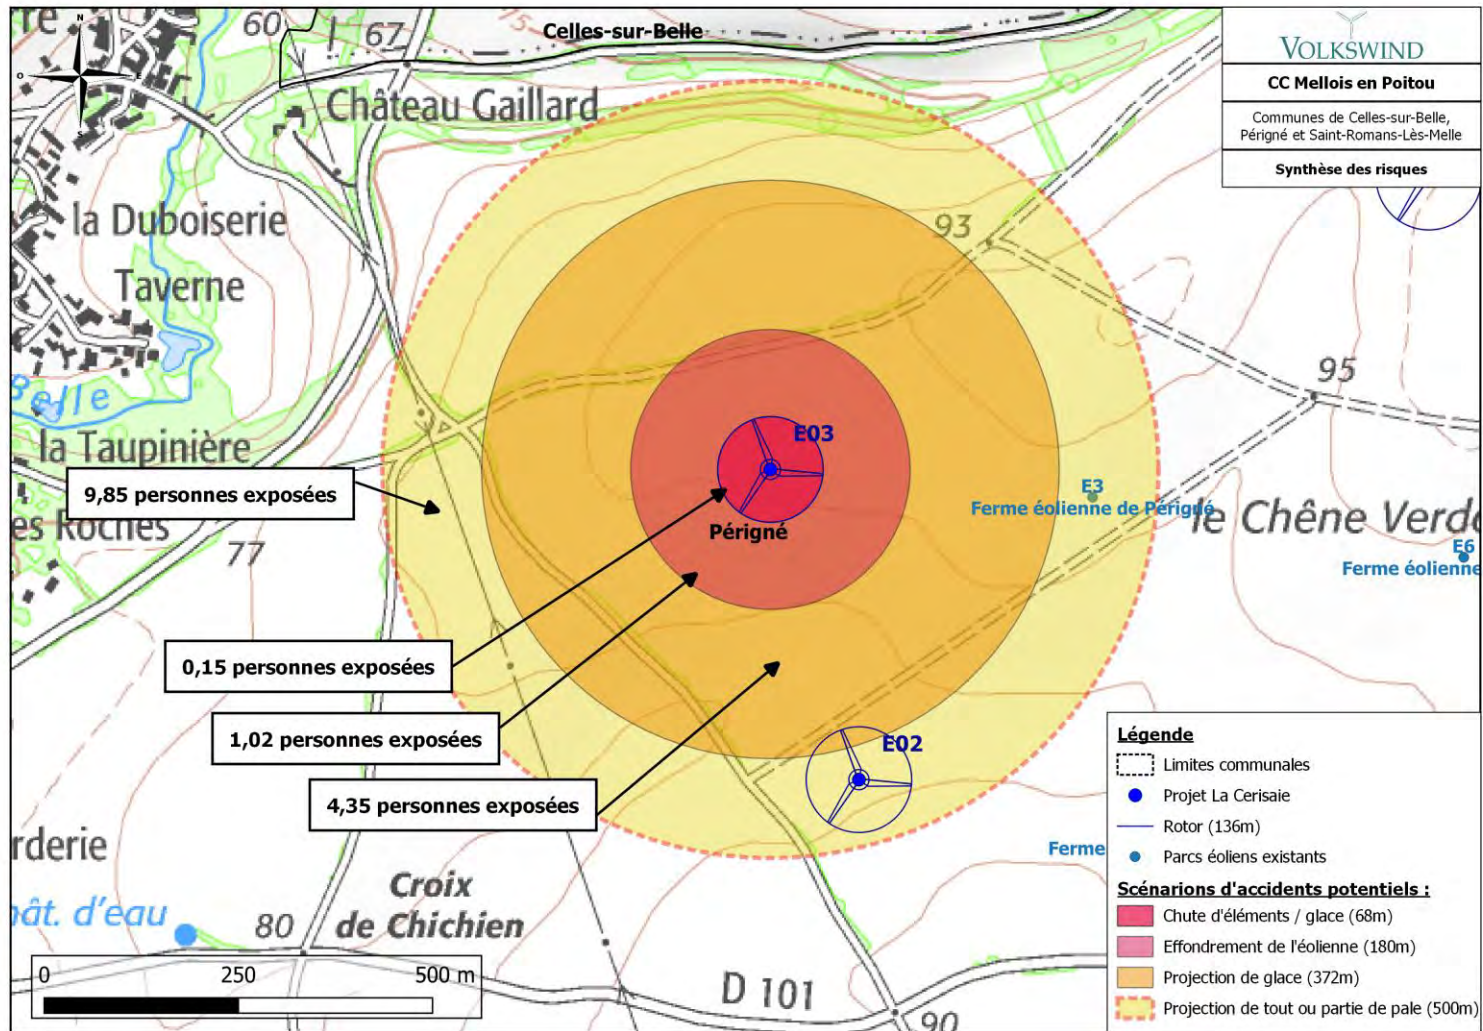 60
67
15
Celles-sur-Belle
N
O
E
S
VOLKSWIND
CC Mellois en Poitou
Communes de Celles-sur-Belle,
Périgné et Saint-Romans-Lès-Melle
Synthèse des risques
Château Gaillard
la Duboiserie
Taverne
93
95
Belle
la Taupinière
E03
Périgné
9,85 personnes exposées
E3
Ferme éolienne de Périgné
le Chêne Verd
es Roches
77
E6
Ferme éolienne
0,15 personnes exposées
1,02 personnes exposées
4,35 personnes exposées
E02
Ferme
rderie
Croix
de Chichien
ât. d'eau
80
D 101
90
0 250 500 m
Légende
Limites communales
Projet La Cerisaie
Rotor (136m)
Parcs éoliens existants
Scénarions d'accidents potentiels :
Chute d'éléments / glace (68m)
Effondrement de l'éolienne (180m)
Projection de glace (372m)
Projection de tout ou partie de pale (500m)